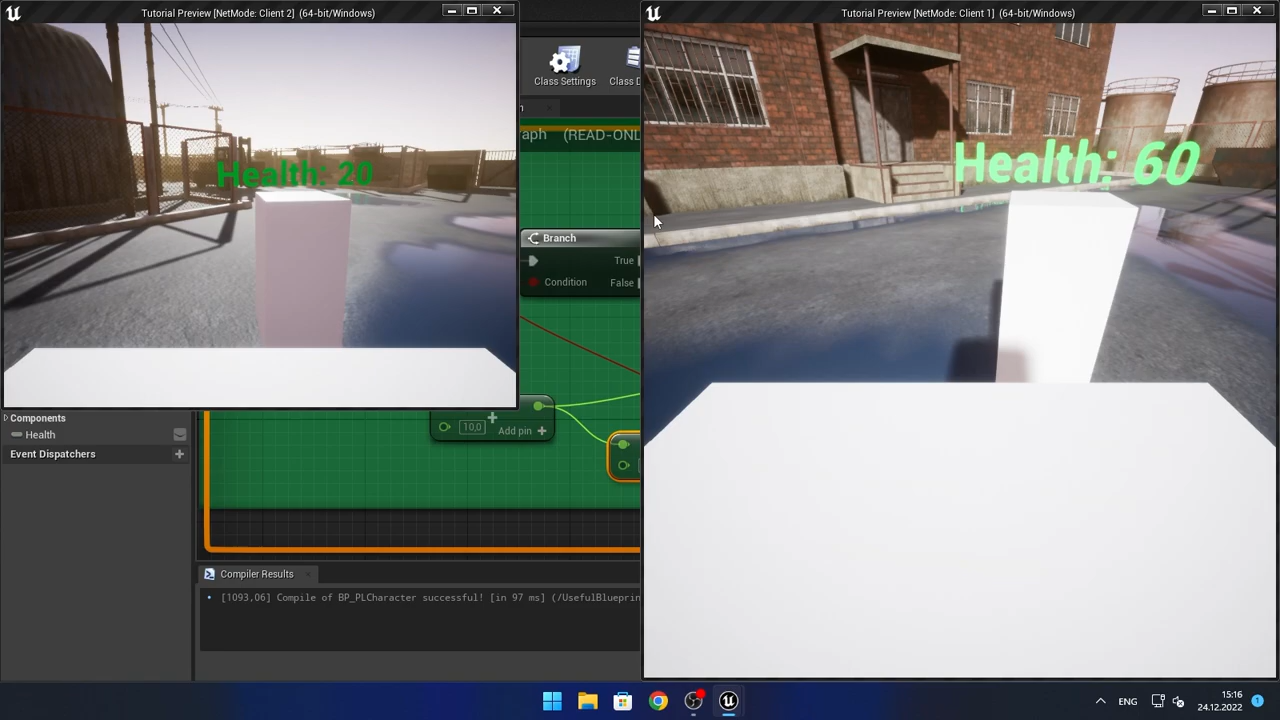 Tutorial Preview [NetMode: Client 2]  (64-bit/Windows)
Tutorial Preview [NetMode: Client 1]  (64-bit/Windows)
Class Settings
Class D
aph (READ-ONL
Health: 20
Health: 60
Branch
True
Condition
False
10,0
Add pin
Components
Health
Event Dispatchers
Compiler Results
[1093,06] Compile of BP_PLCharacter successful! [in 97 ms] (/UsefulBlueprin
ENG
15:16
24.12.2022
1